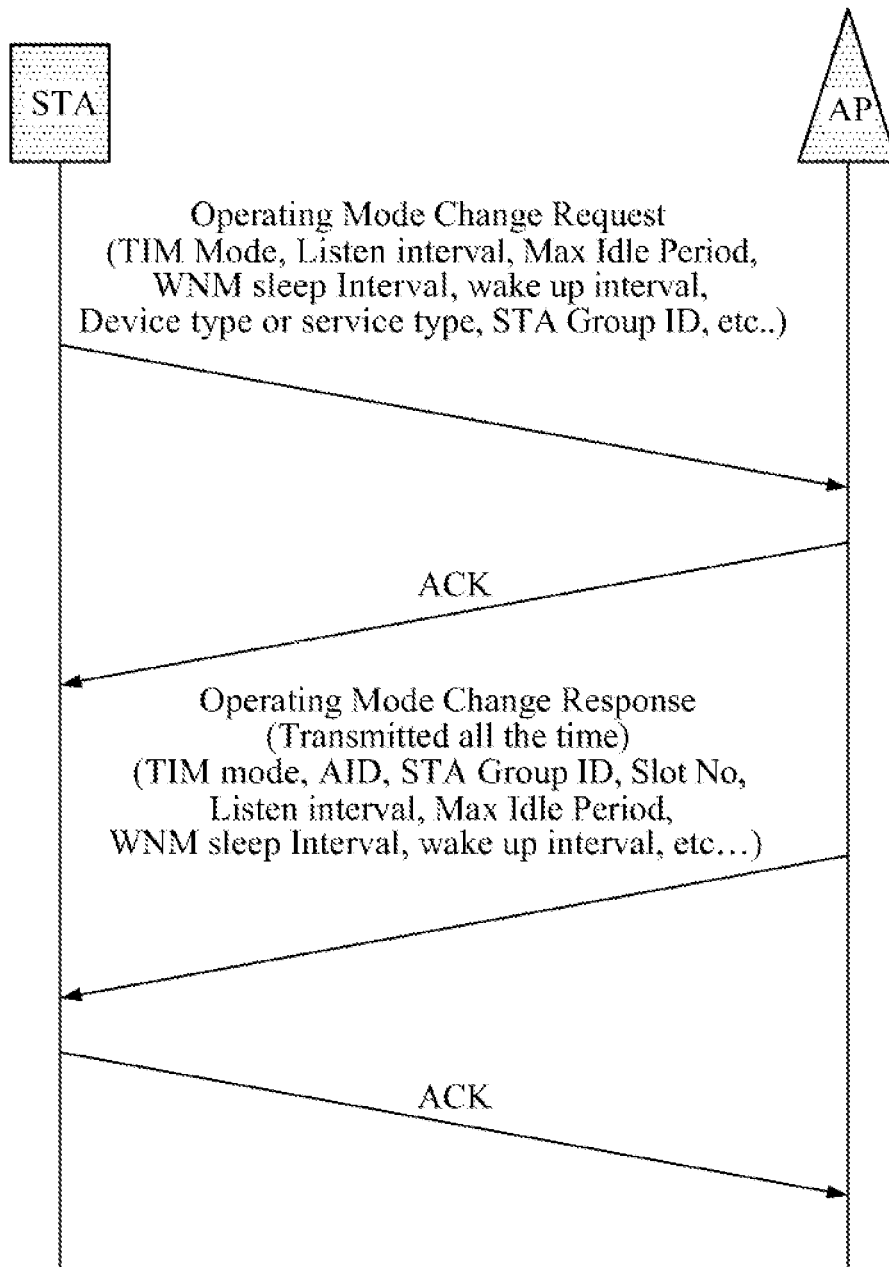 STA
AP
Operating Mode Change Request
(TIM Mode, Listen interval, Max Idle Period,
WNM sleep Interval, wake up interval,
Device type or service type, STA Group ID, etc..)
ACK
Operating Mode Change Response
(Transmitted all the time)
(TIM mode, AID, STA Group ID, Slot No,
Listen interval, Max Idle Period,
WNM sleep Interval, wake up interval, etc...)
ACK